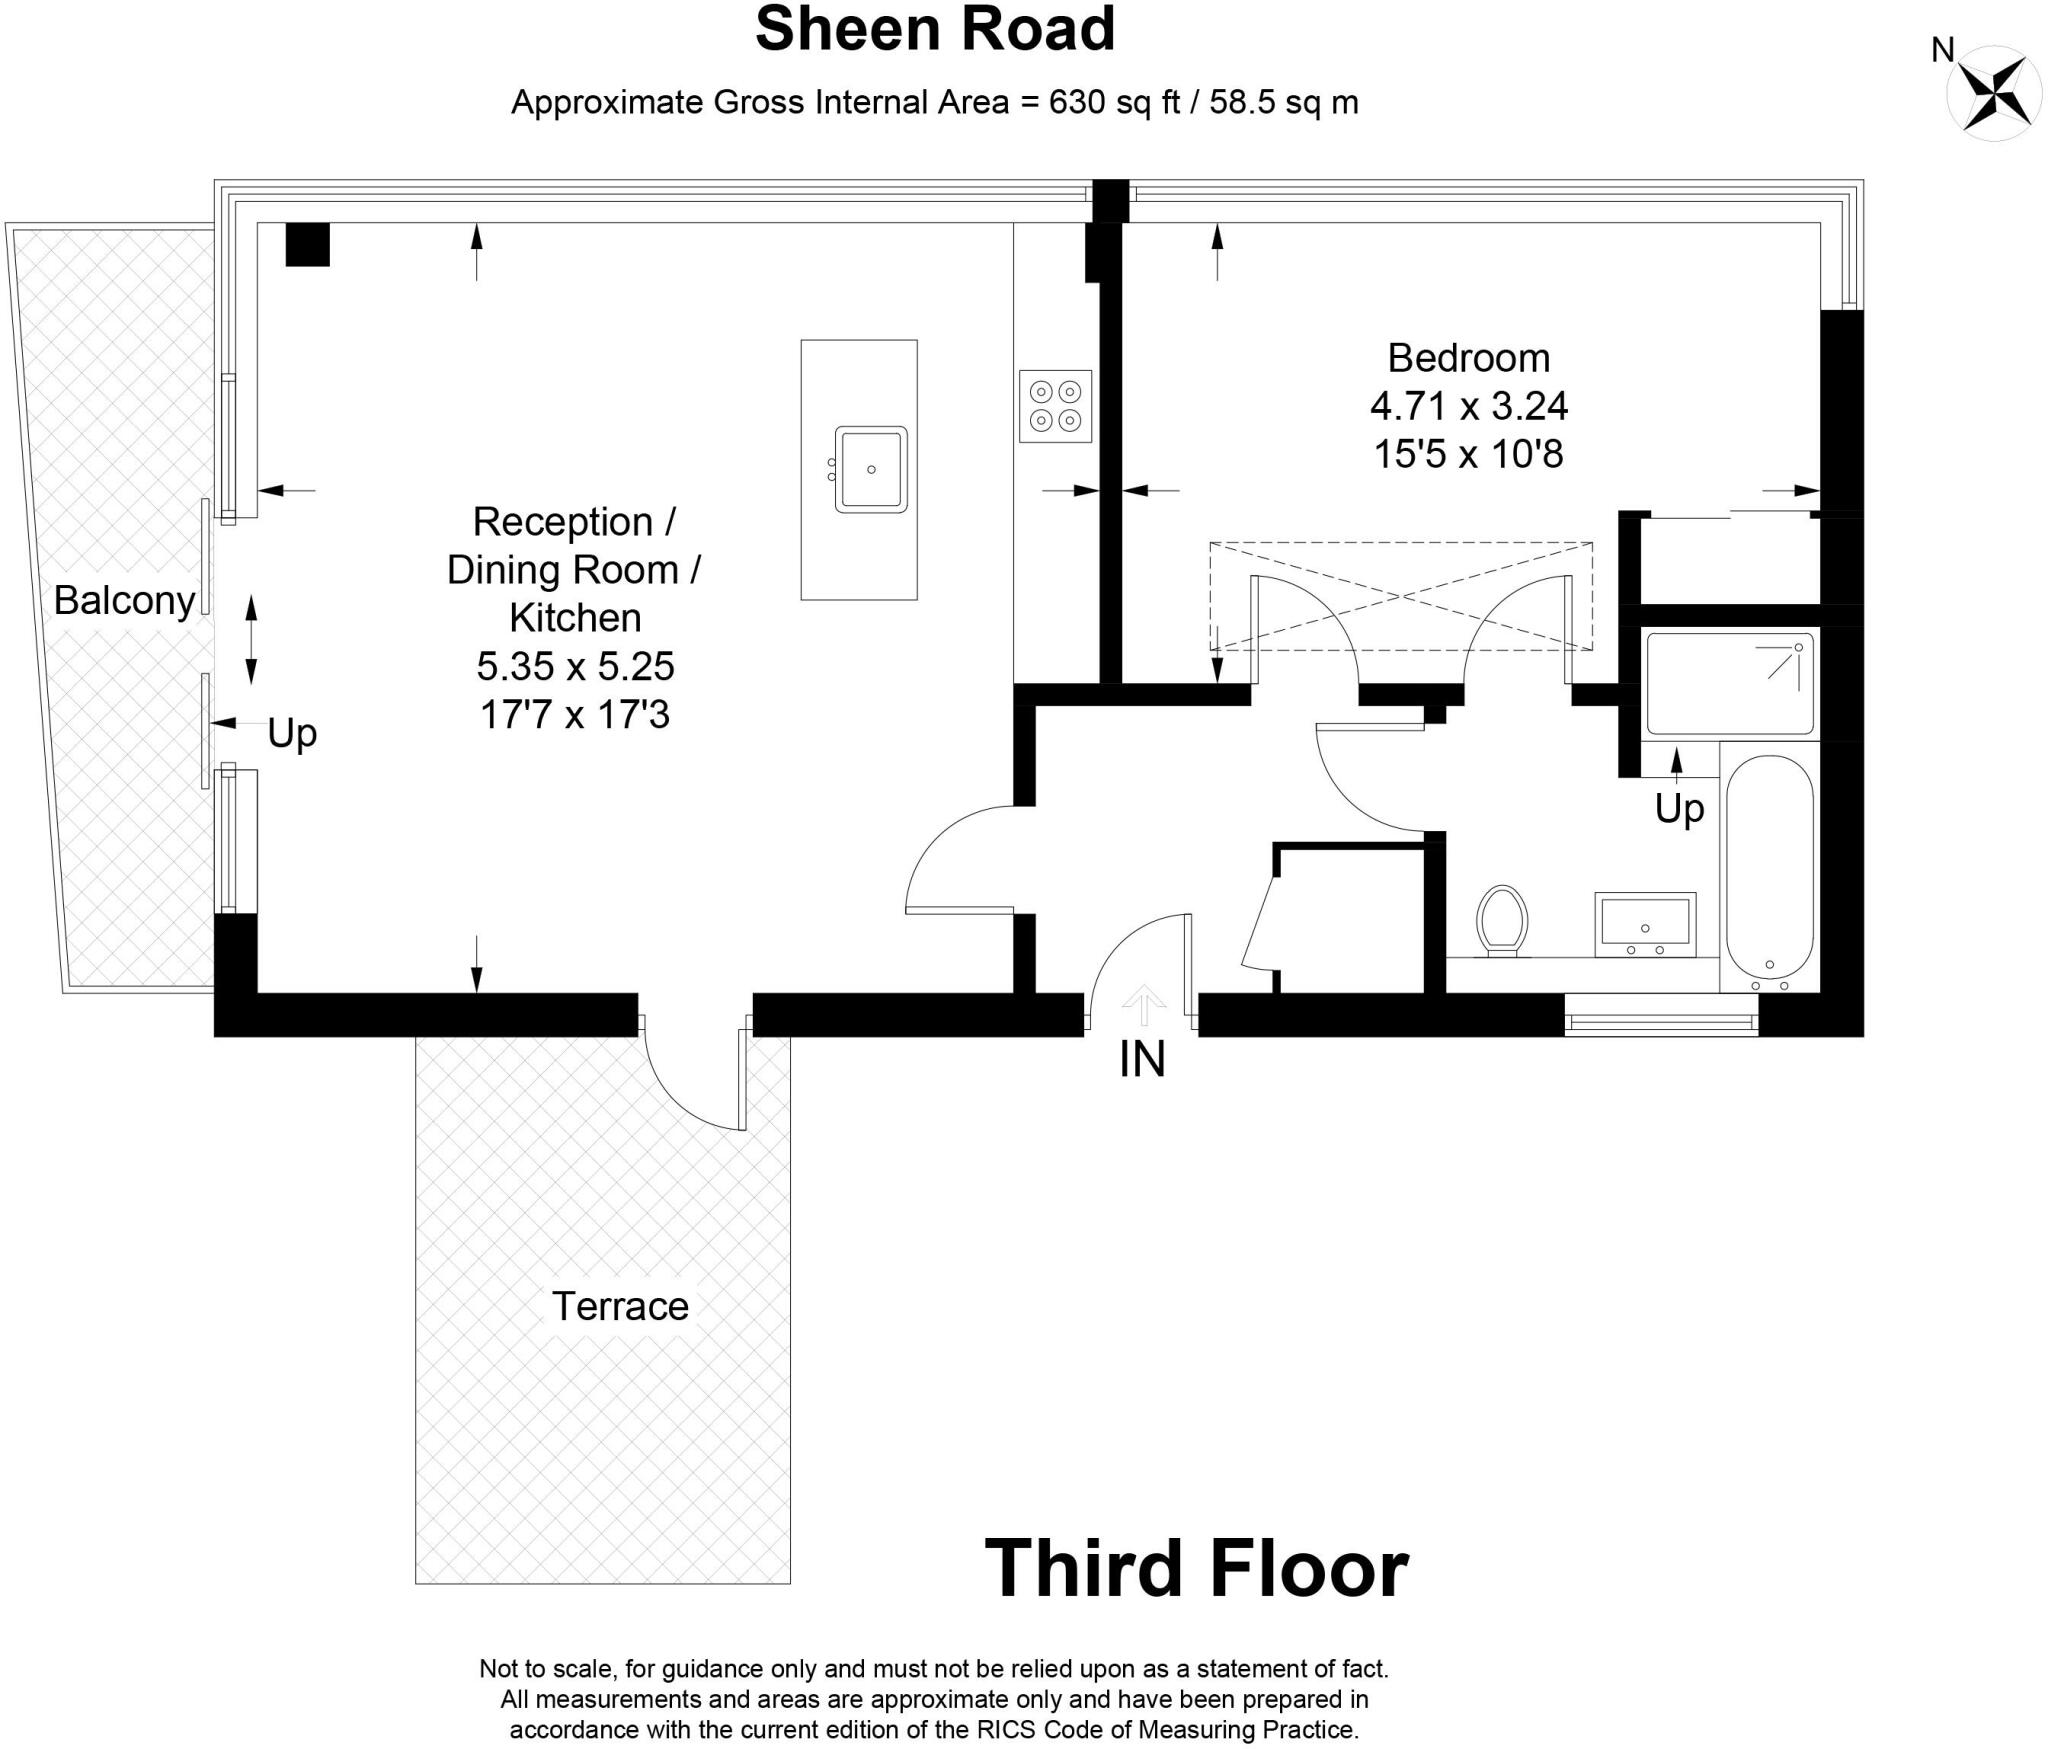 Sheen Road
Approximate Gross Internal Area = 630 sq ft / 58.5 sq m
N
Bedroom
4.71 x 3.24
15'5 x 10'8
Reception /
Dining Room /
Kitchen
5.35 x 5.25
17'7 x 17'3
Balcony
Up
Up
IN
Terrace
Third Floor
Not to scale, for guidance only and must not be relied upon as a statement of fact.
All measurements and areas are approximate only and have been prepared in
accordance with the current edition of the RICS Code of Measuring Practice.